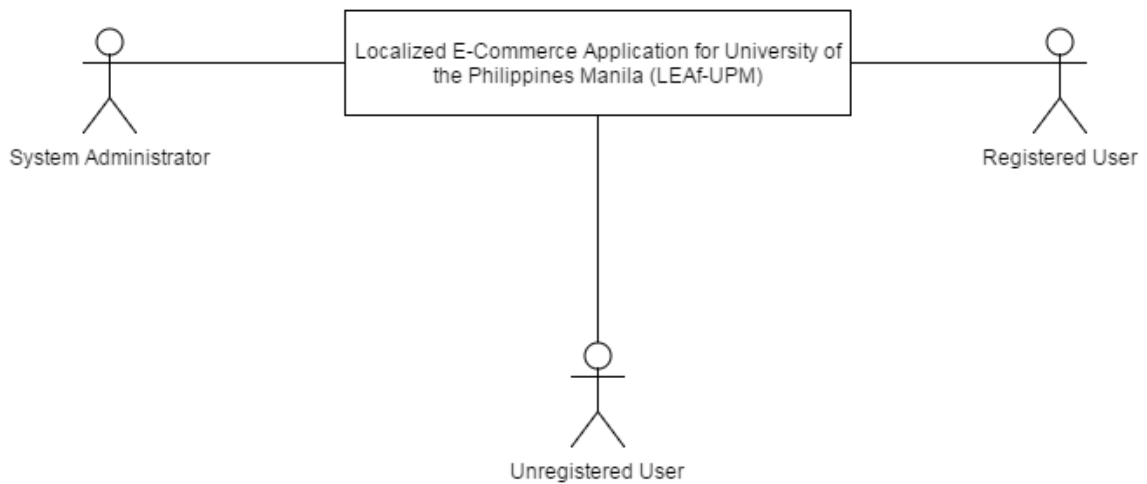 Localized E-Commerce Application for University of
the Philippines Manila (LEAf-UPM)
System Administrator
Registered User
Unregistered User